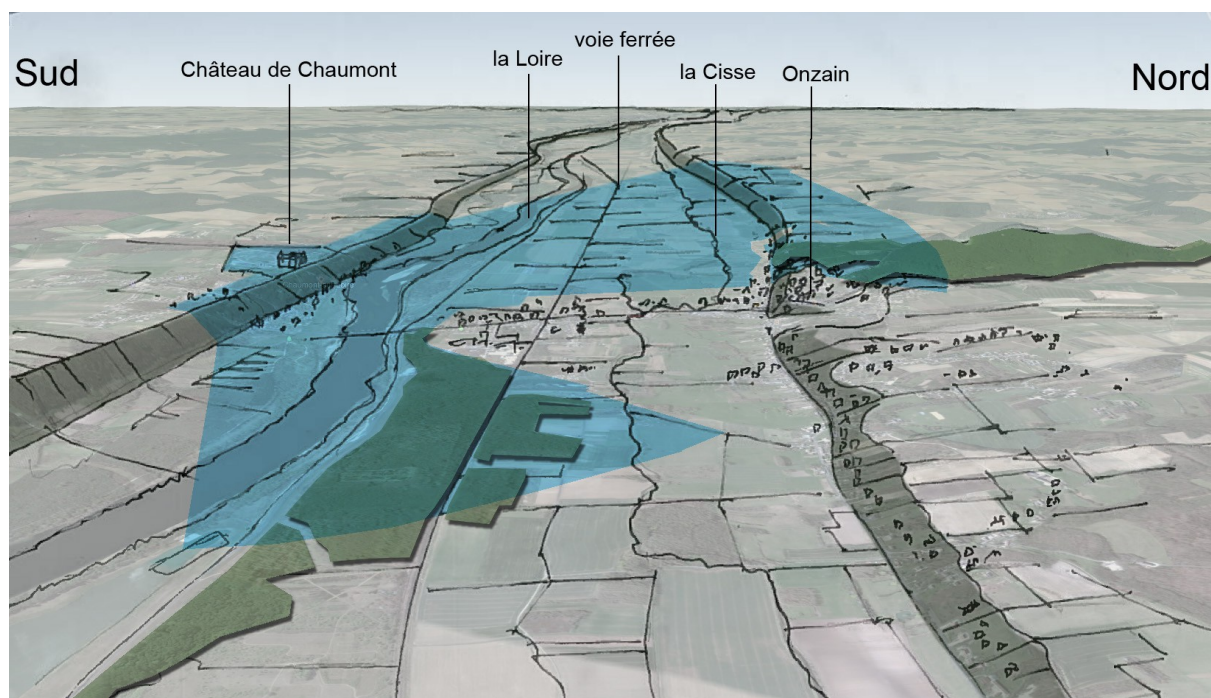 Sud
Château de Chaumont
la Loire
voie ferrée
la Cisse
Onzain
Nord